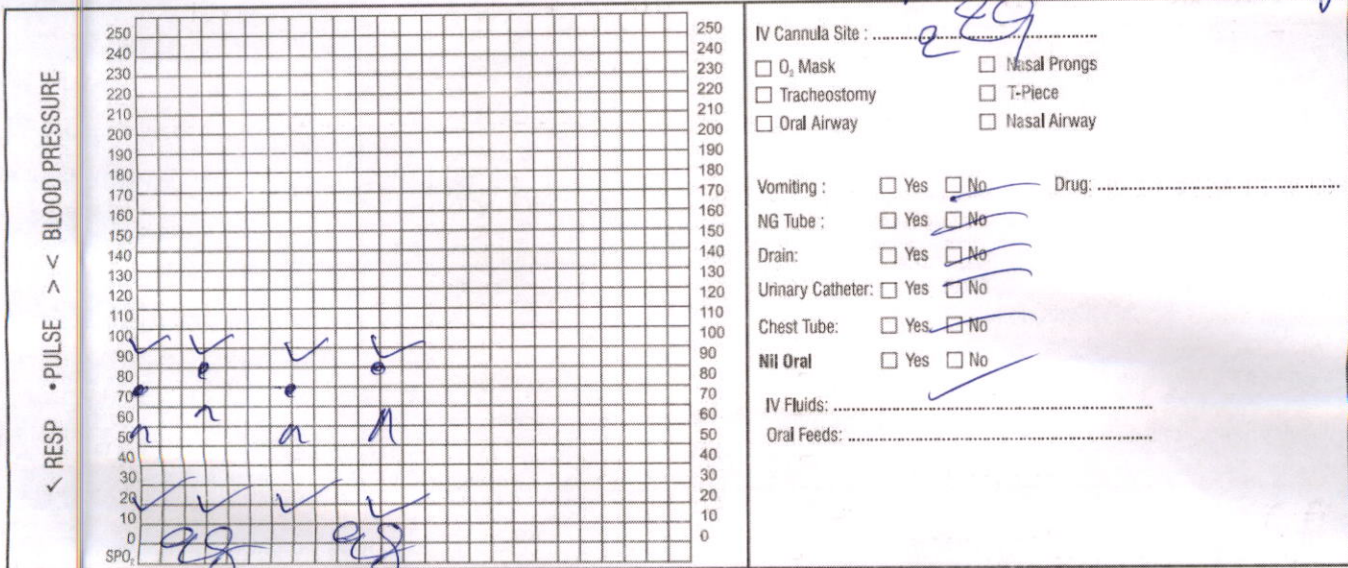 < RESP • PULSE > < BLOOD PRESSURE
250 250
240 240
230 230
220 220
210 210
200 200
190 190
180 180
170 170
160 160
150 150
140 140
130 130
120 120
110 110
100 100
90 90
80 80
70 70
60 60
50 50
40 40
30 30
20 20
10 10
0 0
SPO₂ 98 98
IV Cannula Site :
☐ O₂ Mask ☐ Nasal Prongs
☐ Tracheostomy ☐ T-Piece
☐ Oral Airway ☐ Nasal Airway
Vomiting : ☐ Yes ☐ No Drug:
NG Tube : ☐ Yes ☐ No
Drain: ☐ Yes ☐ No
Urinary Catheter: ☐ Yes ☐ No
Chest Tube: ☐ Yes ☐ No
Nil Oral ☐ Yes ☐ No
IV Fluids:
Oral Feeds: